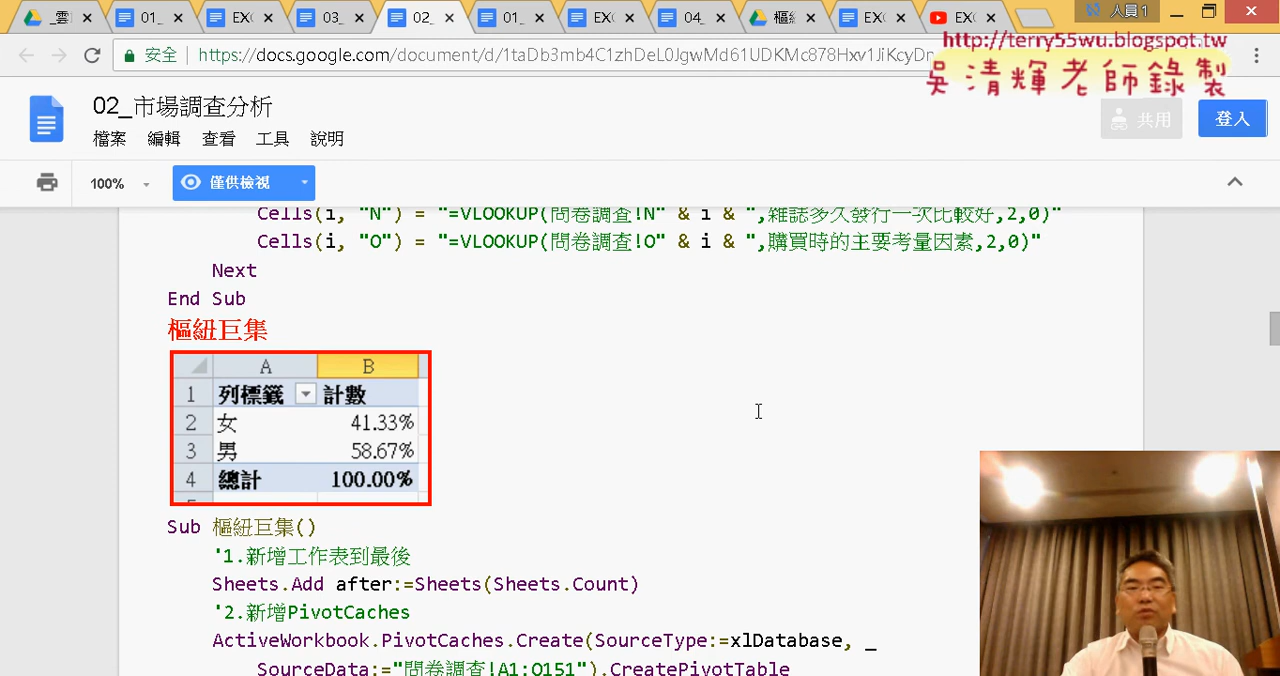 _雲
01_
EX
03_
02_
01_
EX
04_
樞
EX
EX
人員 1
安全
https://docs.google.com/document/d/1taDb3mb4C1zhDeL0JgwMd61UDKMc878Hxv1JiKcyDn
http://terry55wu.blogspot.tw
吳清輝老師錄製
02_市場調查分析
檔案 編輯 查看 工具 說明
共用
登入
100%
僅供檢視
Cells(i, "N") = "=VLOOKUP(問卷調查!N" & i & ",雜誌多久發行一次比較好,2,0)"
Cells(i, "O") = "=VLOOKUP(問卷調查!O" & i & ",購買時的主要考量因素,2,0)"
Next
End Sub
樞紐巨集
A B
1 列標籤 計數
2 女 41.33%
3 男 58.67%
4 總計 100.00%
Sub 樞紐巨集()
'1.新增工作表到最後
Sheets.Add after:=Sheets(Sheets.Count)
'2.新增PivotCaches
ActiveWorkbook.PivotCaches.Create(SourceType:=xlDatabase, _
SourceData:="問卷調查!A1:O151").CreatePivotTable